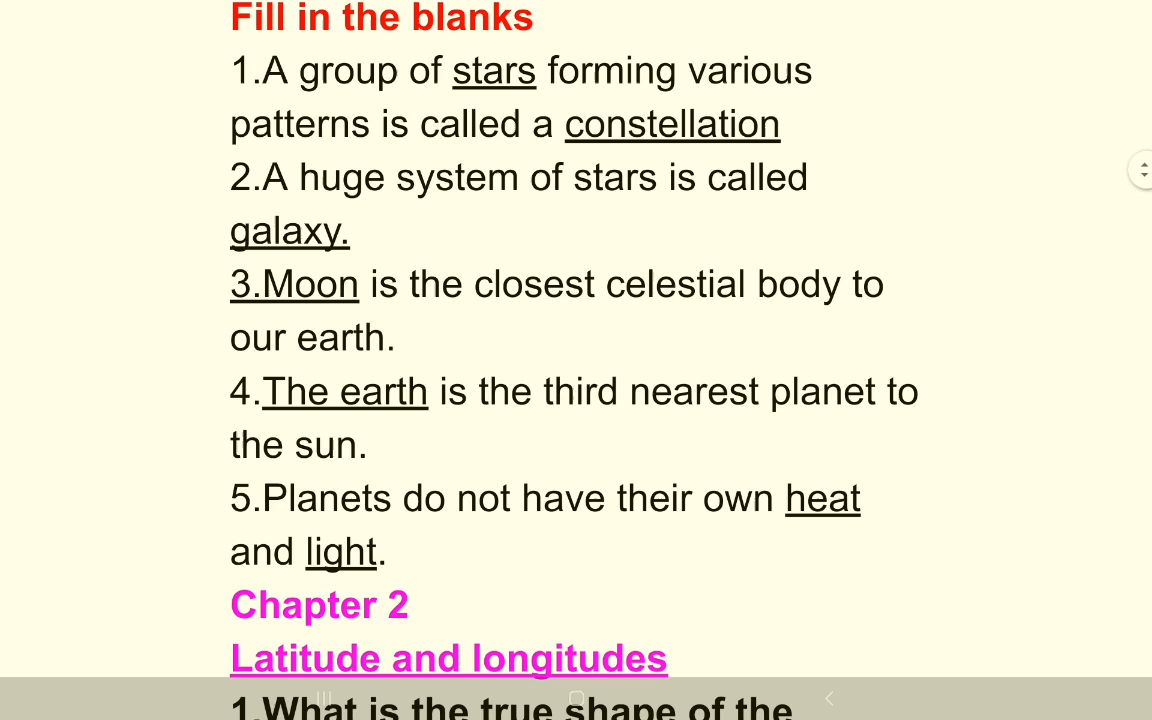 Fill in the blanks
1.A group of stars forming various
patterns is called a constellation
2.A huge system of stars is called
galaxy.
3.Moon is the closest celestial body to
our earth.
4.The earth is the third nearest planet to
the sun.
5.Planets do not have their own heat
and light.
Chapter 2
Latitude and longitudes
1.What is the true shape of the